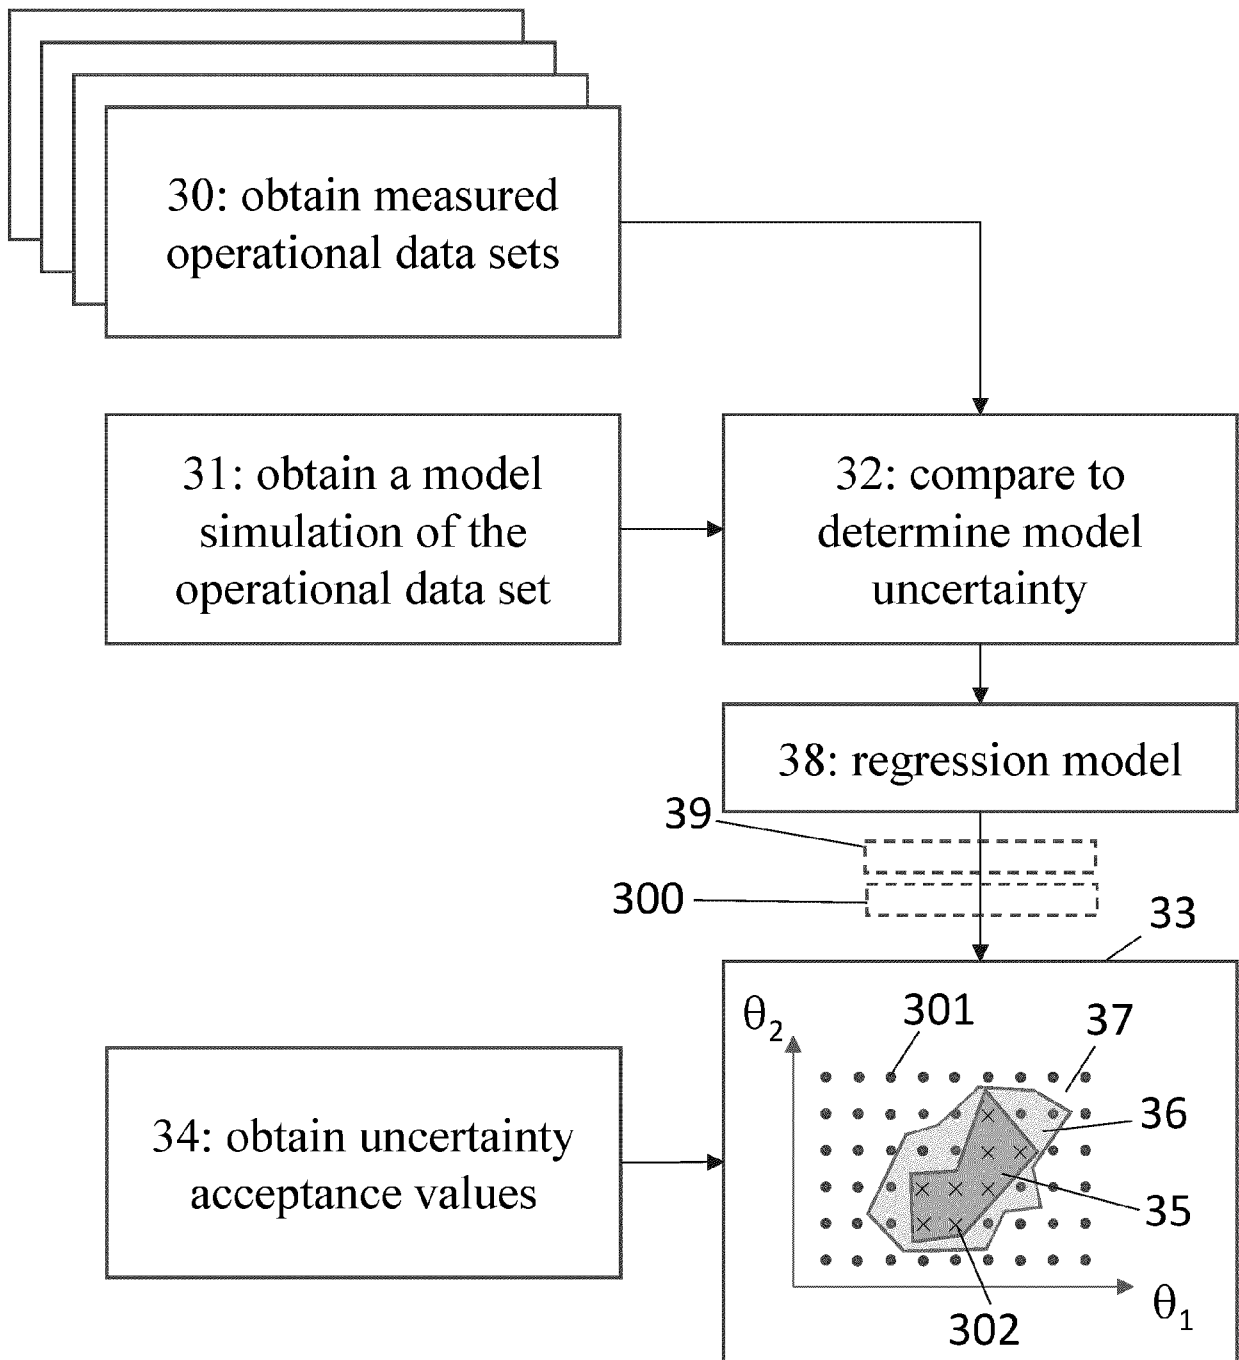 30: obtain measured
operational data sets
31: obtain a model
simulation of the
operational data set
32: compare to
determine model
uncertainty
38: regression model
39
300
33
34: obtain uncertainty
acceptance values
θ₂
301
37
36
35
302
θ₁